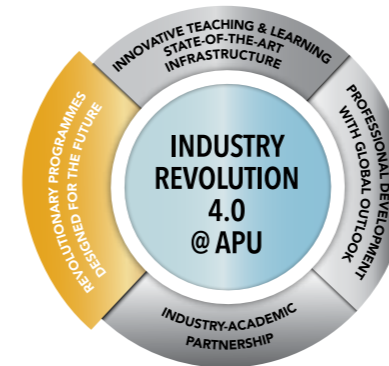 INNOVATIVE TEACHING & LEARNING
STATE-OF-THE-ART
INFRASTRUCTURE
PROFESSIONAL DEVELOPMENT
WITH GLOBAL OUTLOOK
INDUSTRY-ACADEMIC
PARTNERSHIP
REVOLUTIONARY PROGRAMMES
DESIGNED FOR THE FUTURE
INDUSTRY
REVOLUTION
4.0
@ APU